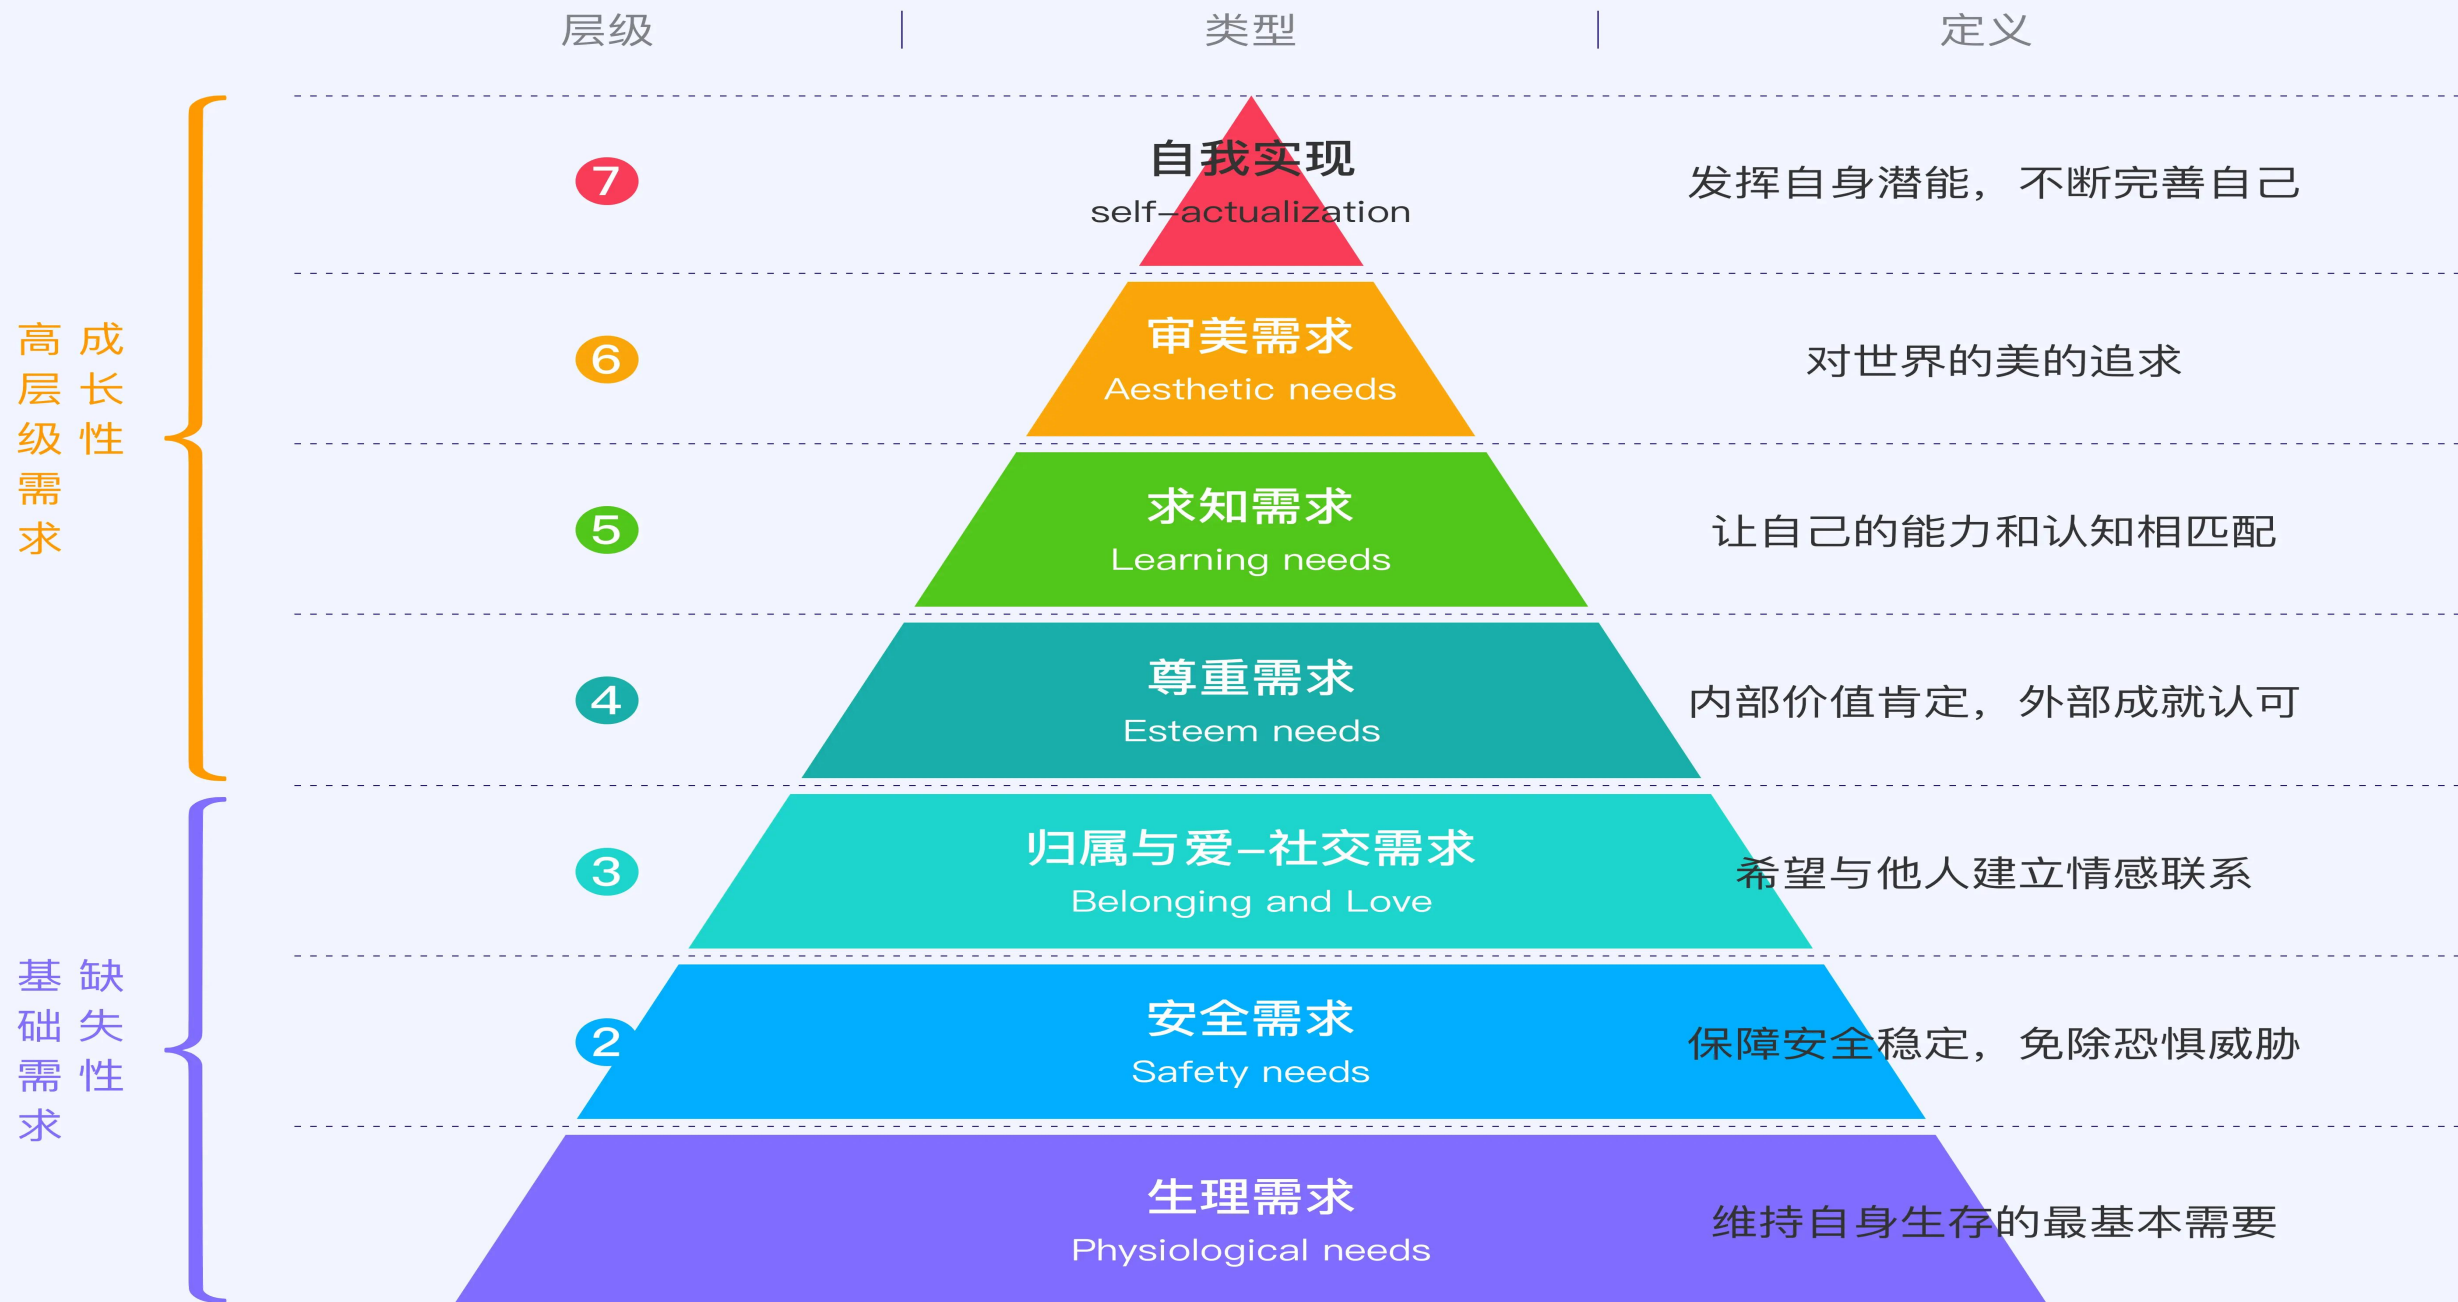 层级
类型
定义
高层级需求
成长性
7
自我实现
self-actualization
发挥自身潜能，不断完善自己
6
审美需求
Aesthetic needs
对世界的美的追求
5
求知需求
Learning needs
让自己的能力和认知相匹配
4
尊重需求
Esteem needs
内部价值肯定，外部成就认可
基础需求
缺失性
3
归属与爱-社交需求
Belonging and Love
希望与他人建立情感联系
2
安全需求
Safety needs
保障安全稳定，免除恐惧威胁
生理需求
Physiological needs
维持自身生存的最基本需要